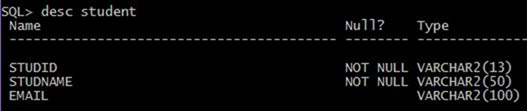 SQL> desc student
Name Null? Type
----------------------------------------- -------- ----------------------------
STUDID NOT NULL VARCHAR2(13)
STUDNAME NOT NULL VARCHAR2(50)
EMAIL VARCHAR2(100)